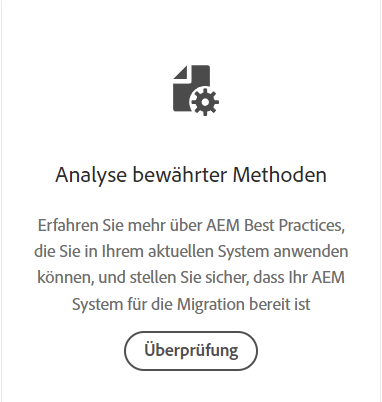 Analyse bewährter Methoden
Erfahren Sie mehr über AEM Best Practices,
die Sie in Ihrem aktuellen System anwenden
können, und stellen Sie sicher, dass Ihr AEM
System für die Migration bereit ist
Überprüfung